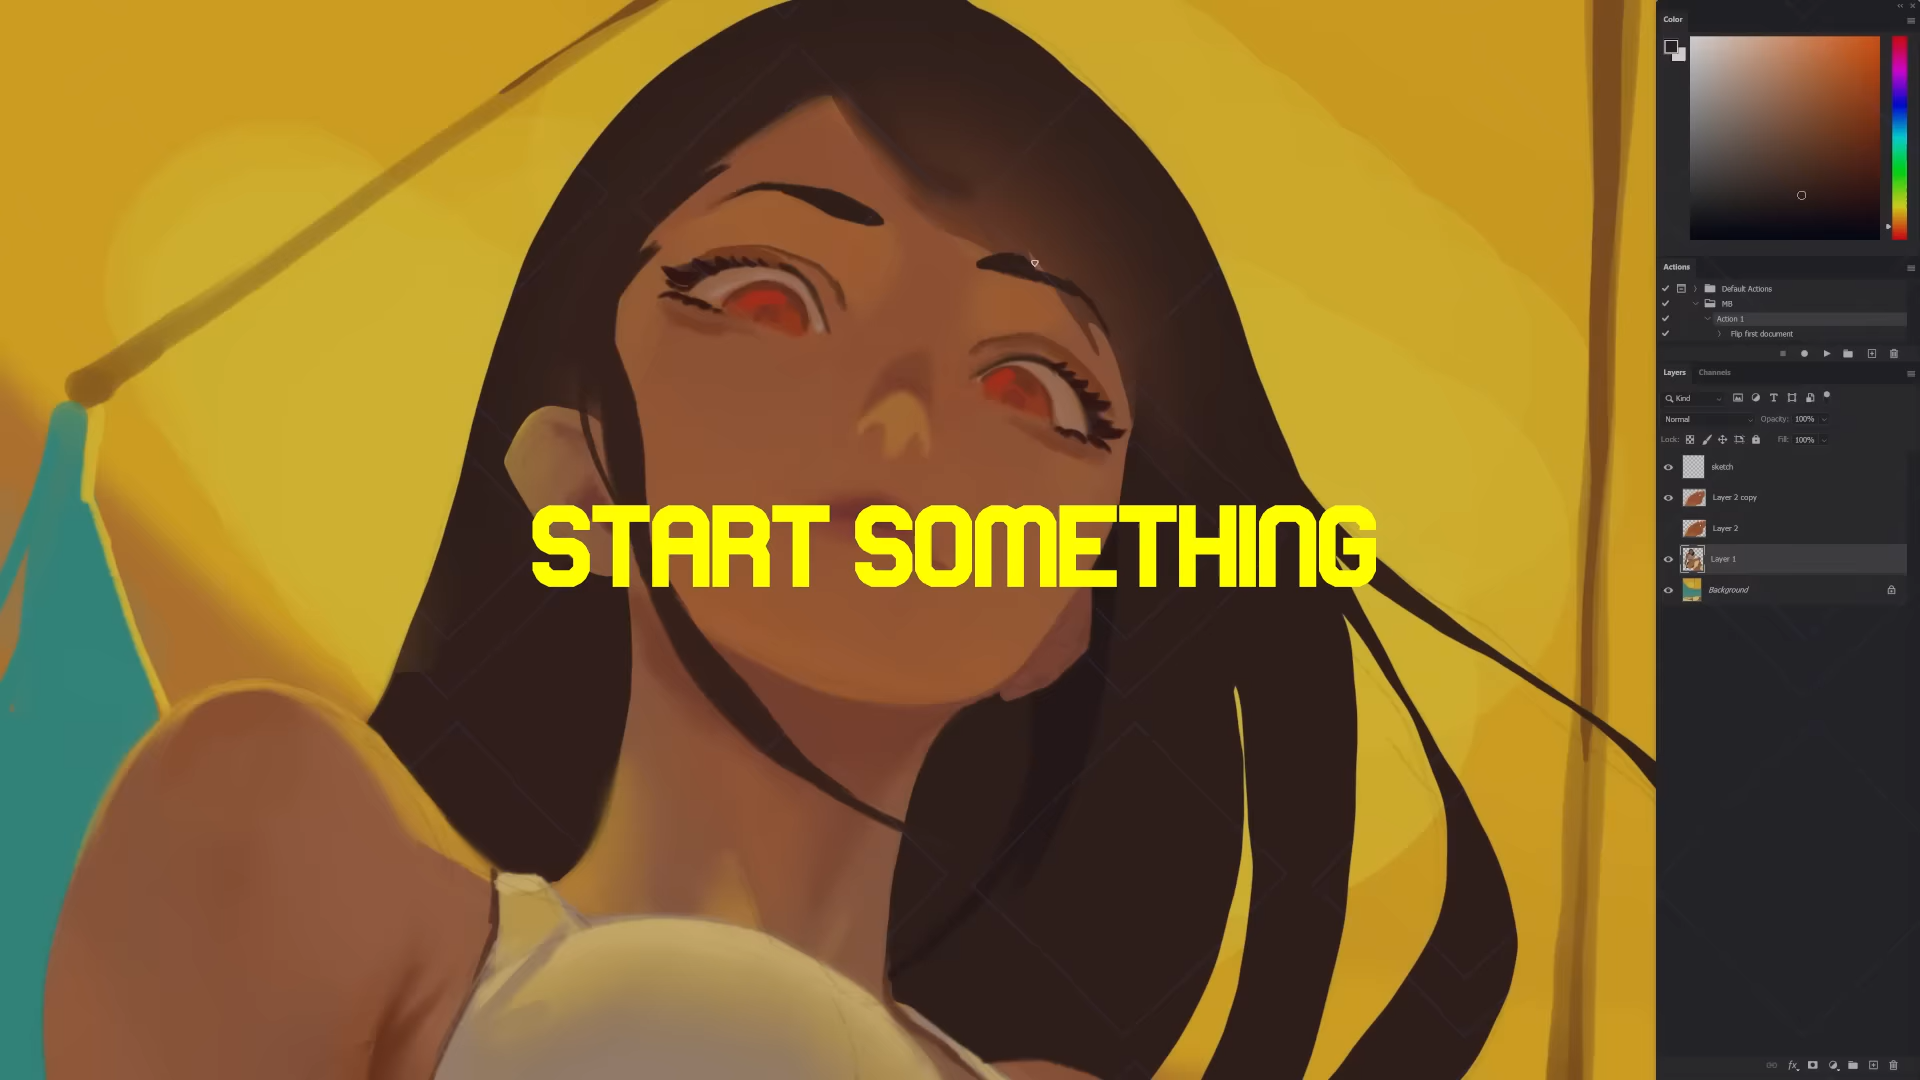 Color
Actions
Default Actions
MB
Action 1
Flip first document
Layers Channels
Kind
Normal Opacity: 100%
Lock: Fill: 100%
sketch
Layer 2 copy
Layer 2
START SOMETHING
Layer 1
Background
fx